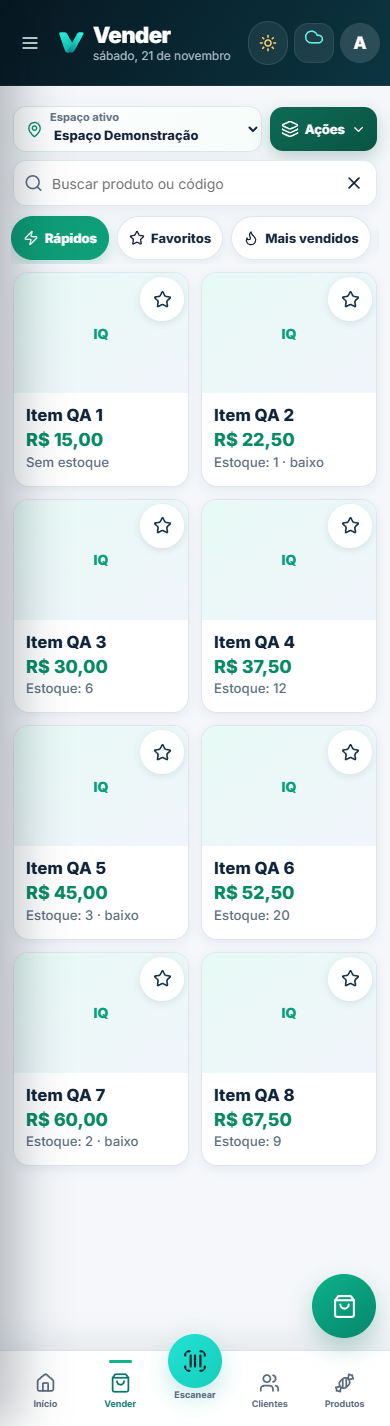 Vender
sábado, 21 de novembro
A
Espaço ativo
Espaço Demonstração
Ações
Buscar produto ou código
Rápidos
Favoritos
Mais vendidos
IQ
IQ
Item QA 1
Item QA 2
R$ 15,00
R$ 22,50
Sem estoque
Estoque: 1 · baixo
IQ
IQ
Item QA 3
Item QA 4
R$ 30,00
R$ 37,50
Estoque: 6
Estoque: 12
IQ
IQ
Item QA 5
Item QA 6
R$ 45,00
R$ 52,50
Estoque: 3 · baixo
Estoque: 20
IQ
IQ
Item QA 7
Item QA 8
R$ 60,00
R$ 67,50
Estoque: 2 · baixo
Estoque: 9
Início
Vender
Escanear
Clientes
Produtos